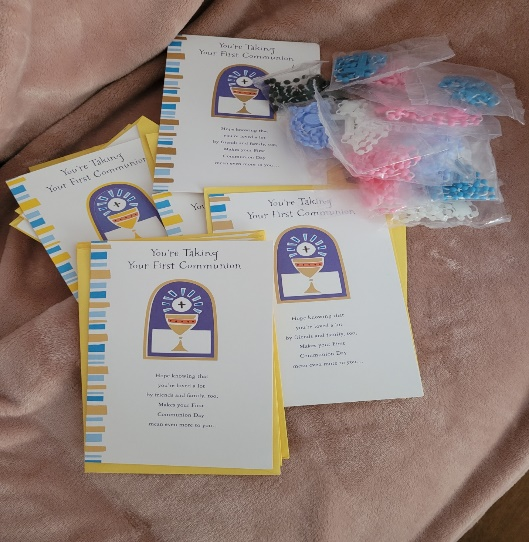 You're Taking
Your First Communion
Hope knowing that
you're loved a lot
by friends and family, too,
Makes your First
Communion Day
mean even more to you...
You're Taking
Your First Communion
You're Taking
Your First Communion
Hope knowing that
you're loved a lot
by friends and family, too,
Makes your First
Communion Day
mean even more to you...
You're Taking
Your First Communion
Hope knowing that
you're loved a lot
by friends and family, too,
Makes your First
Communion Day
mean even more to you...